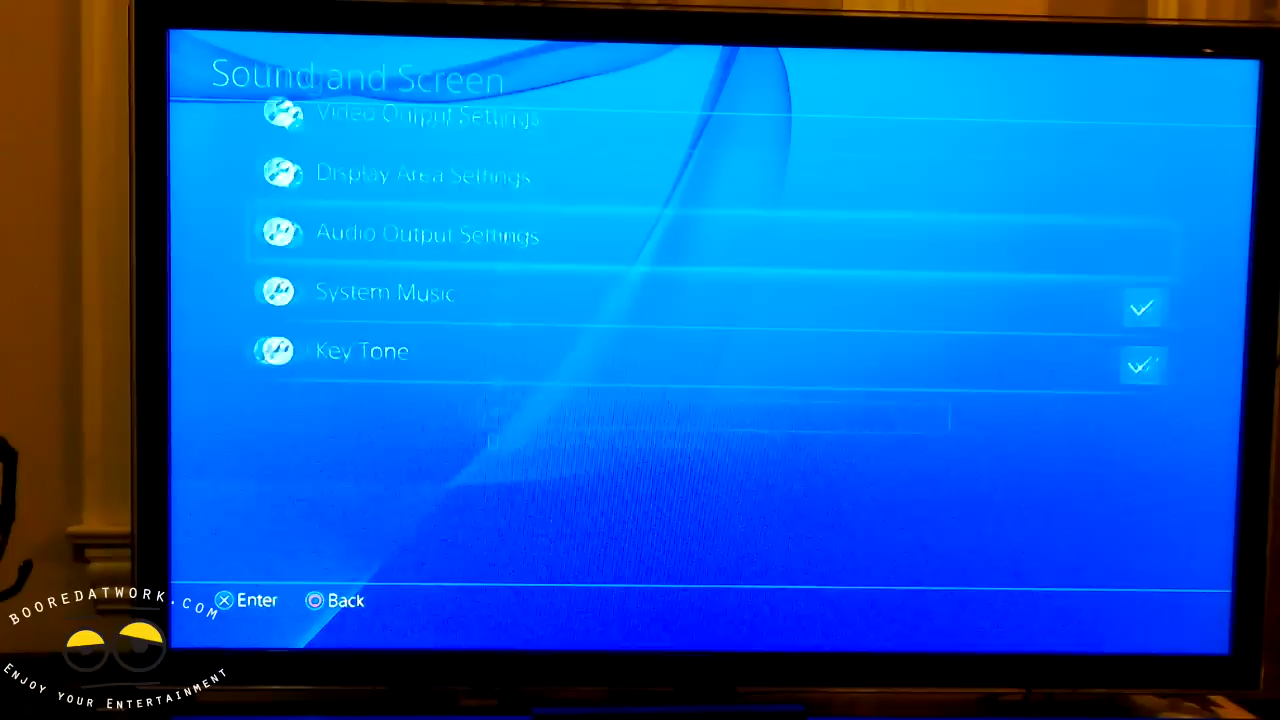 Sound and Screen
Video Output Settings
Display Area Settings
Audio Output Settings
System Music
Key Tone
Enter
Back
BOOREDATWORK.COM
ENJOY YOUR ENTERTAINMENT